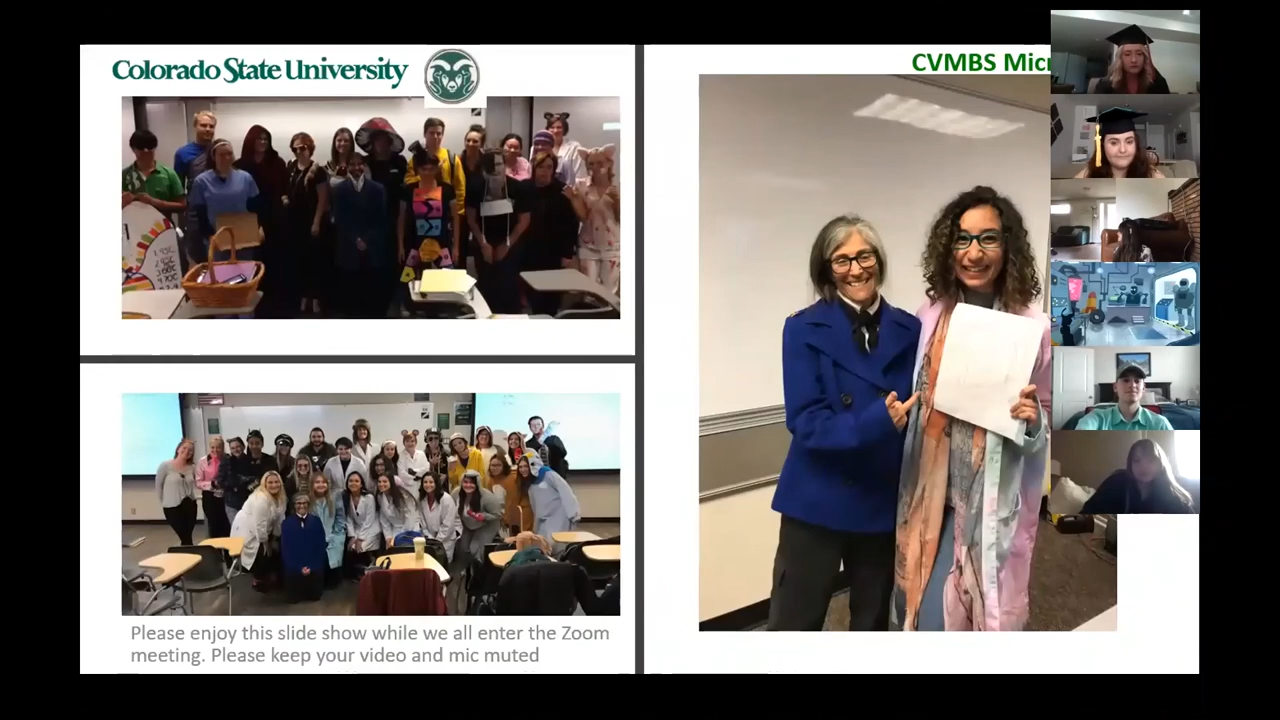 Colorado State University
CVMBS Micr
Please enjoy this slide show while we all enter the Zoom
meeting. Please keep your video and mic muted